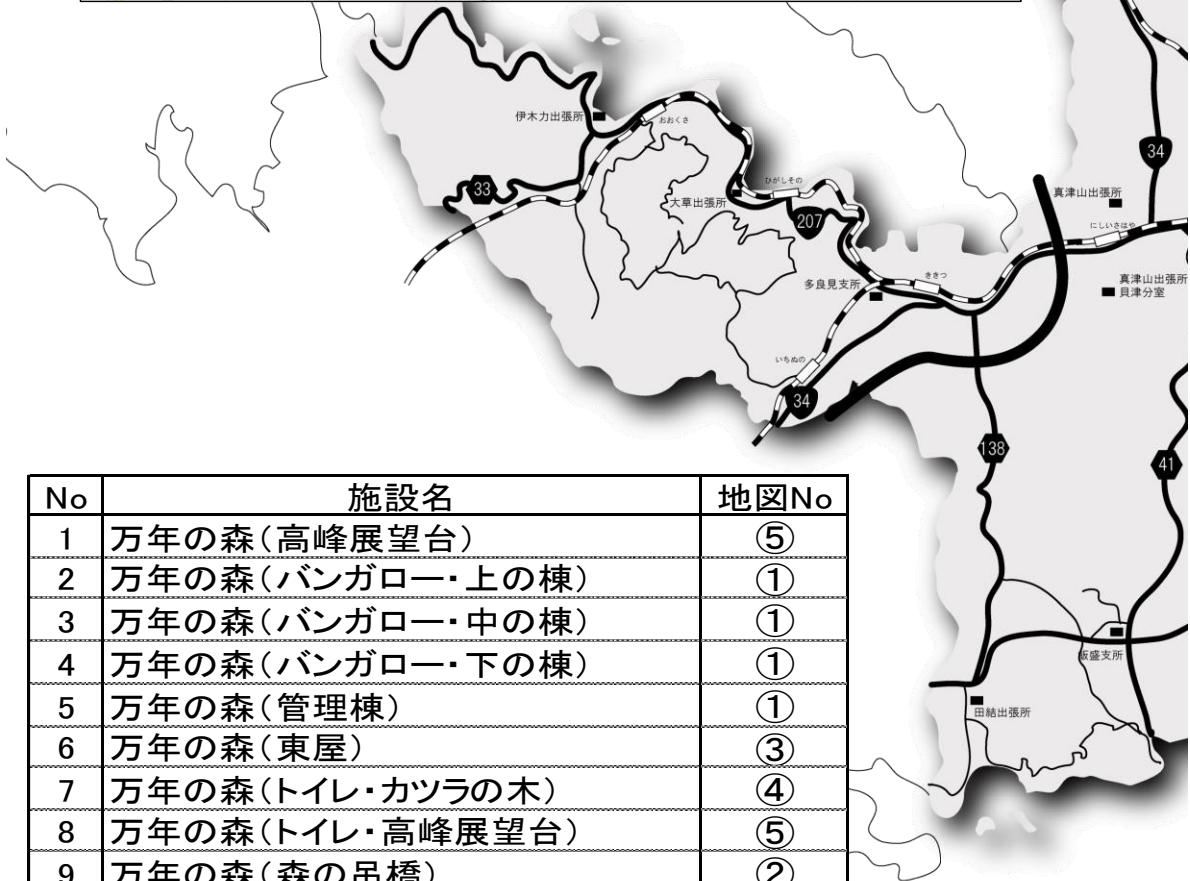 伊木力出張所
おおくさ
34
ひがしその
33
大草出張所
真津山出張所
207
にしいさはや
ききつ
多良見支所
真津山出張所
貝津分室
いちぬの
34
138
41
飯盛支所
田結出張所
No 施設名 地図No
1 万年の森（高峰展望台） ⑤
2 万年の森（バンガロー・上の棟） ①
3 万年の森（バンガロー・中の棟） ①
4 万年の森（バンガロー・下の棟） ①
5 万年の森（管理棟） ①
6 万年の森（東屋） ③
7 万年の森（トイレ・カツラの木） ④
8 万年の森（トイレ・高峰展望台） ⑤
9 万年の森（森の吊橋） ②